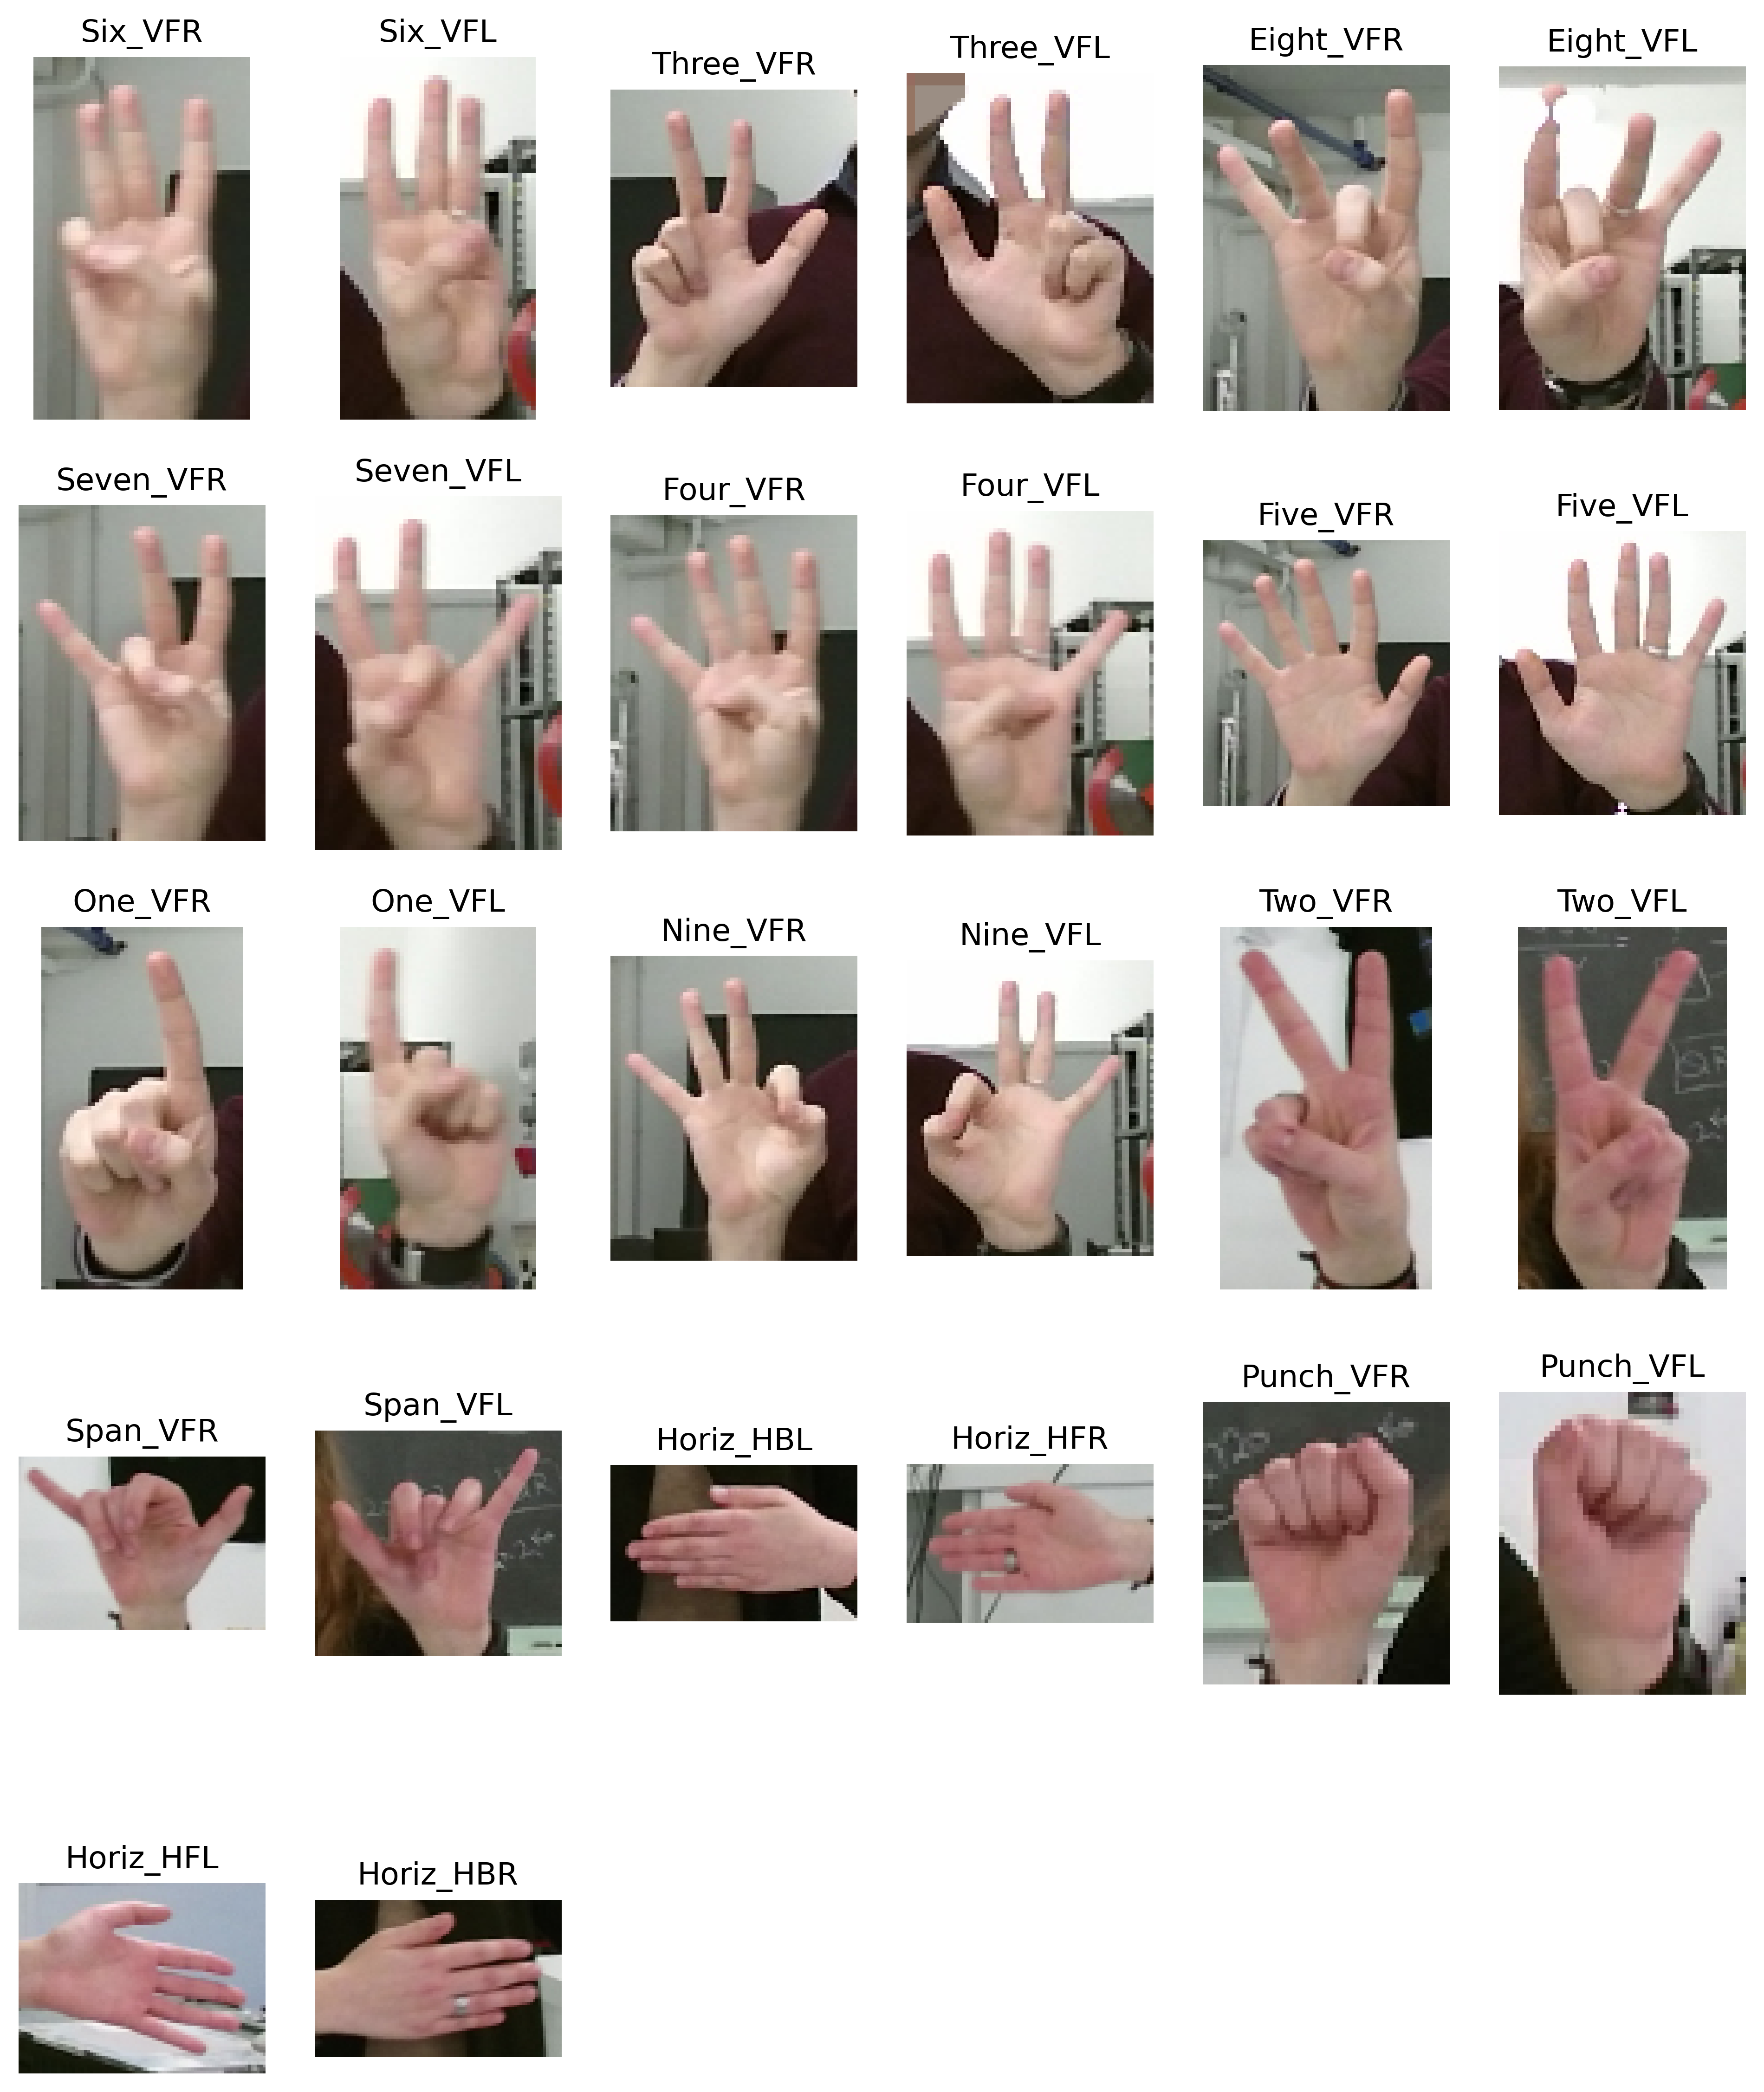 Six_VFR
Six_VFL
Three_VFR
Three_VFL
Eight_VFR
Eight_VFL
Seven_VFR
Seven_VFL
Four_VFR
Four_VFL
Five_VFR
Five_VFL
One_VFR
One_VFL
Nine_VFR
Nine_VFL
Two_VFR
Two_VFL
Span_VFR
Span_VFL
Horiz_HBL
Horiz_HFR
Punch_VFR
Punch_VFL
Horiz_HFL
Horiz_HBR